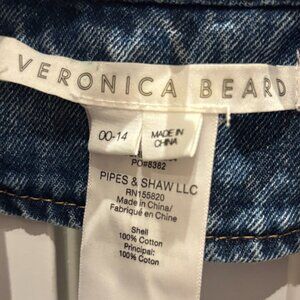 VERONICA BEARD
00-14
MADE IN
CHINA
PO#8382
PIPES & SHAW LLC
RN155820
Made in China/
Fabriqué en Chine
Shell
100% Cotton
Principal:
100% Coton